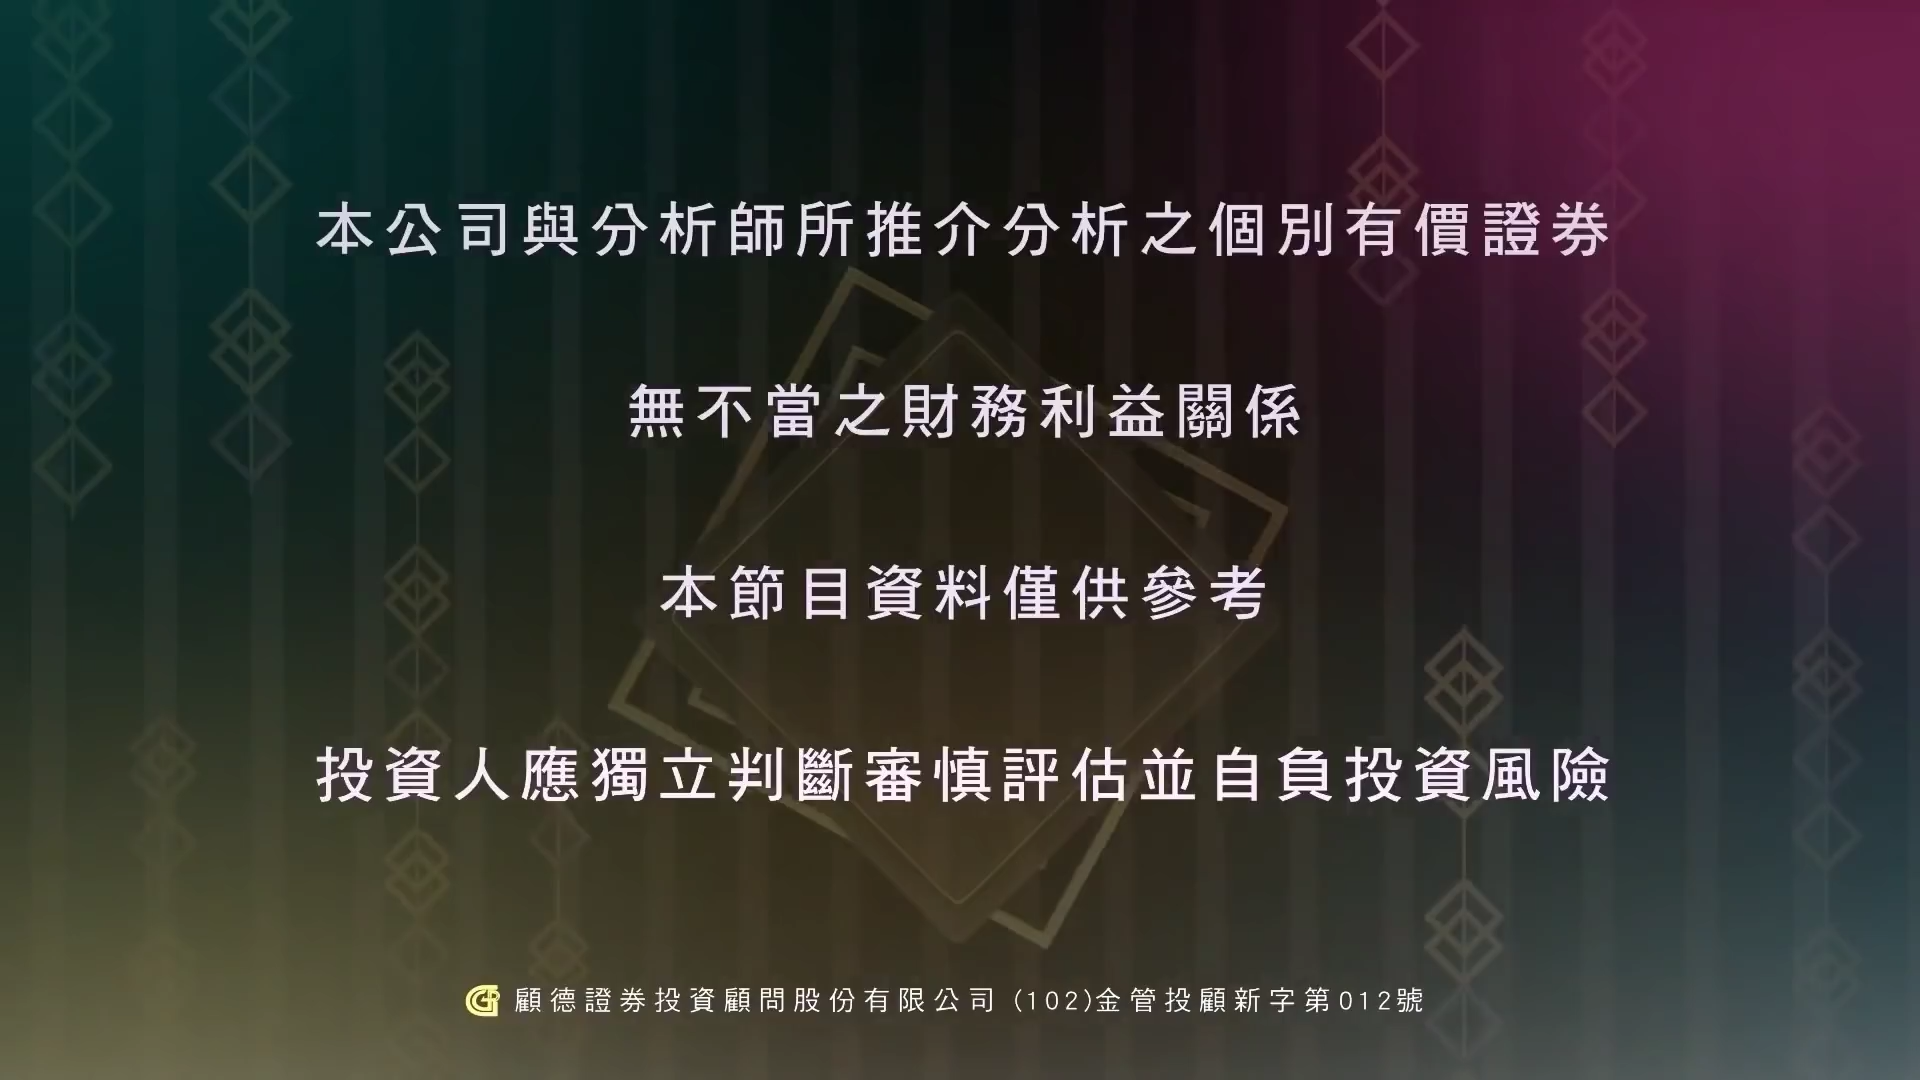 本公司與分析師所推介分析之個別有價證券
無不當之財務利益關係
本節目資料僅供參考
投資人應獨立判斷審慎評估並自負投資風險
顧德證券投資顧問股份有限公司 (102)金管投顧新字第012號